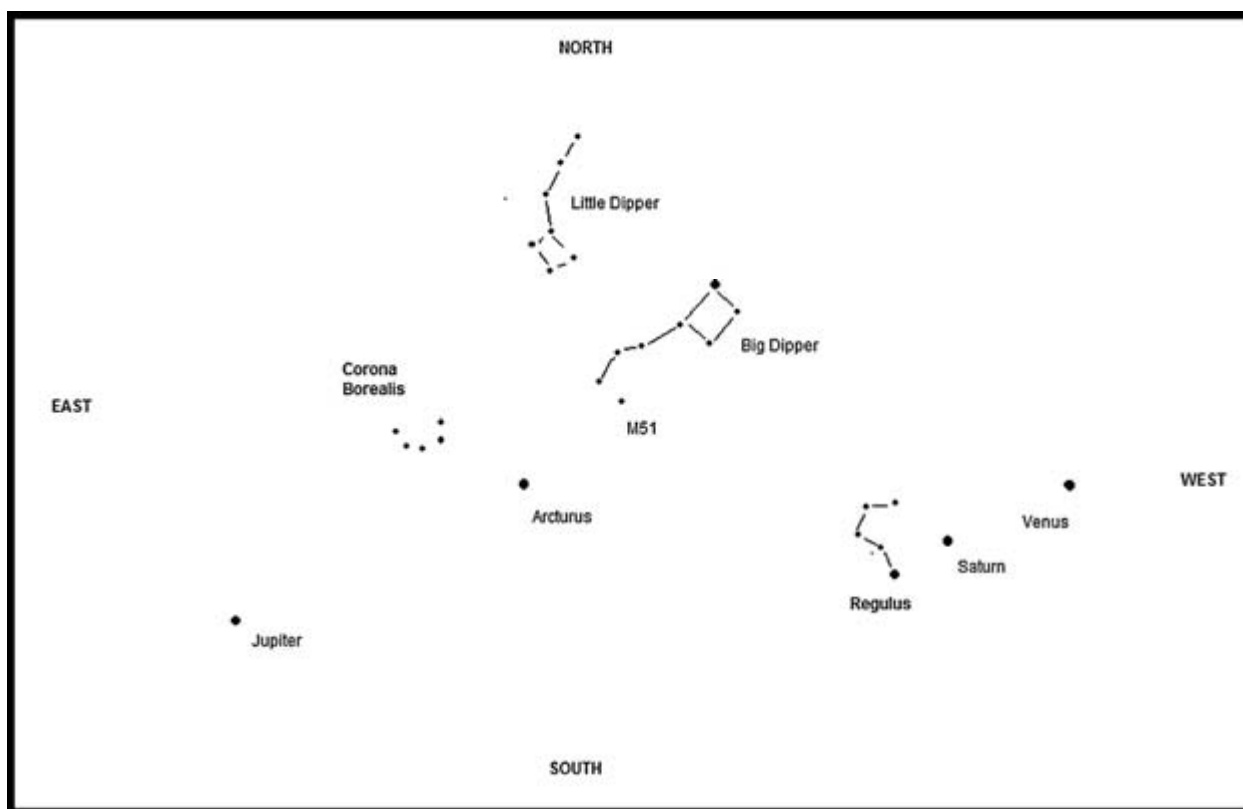 NORTH
Little Dipper
Big Dipper
Corona
Borealis
EAST
M51
WEST
Arcturus
Venus
Saturn
Regulus
Jupiter
SOUTH